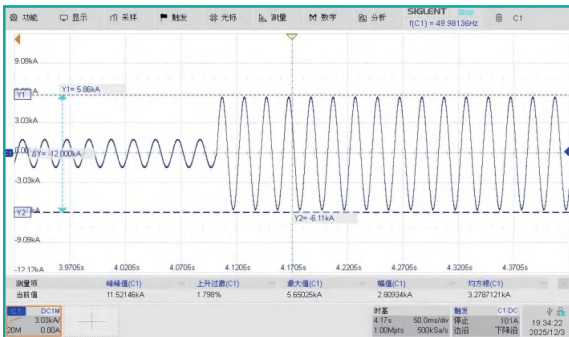 功能 显示 采样 触发 光标 测量 数学 分析 SIGLENT Stop
f(C1) = 49.98136Hz C1
9.09kA
Y1 Y1= 5.86kA
3.03kA
ΔY= -12.000kA
-3.03kA
Y2 Y2= -6.11kA
-9.09kA
-12.12kA 3.9705s 4.0205s 4.0705s 4.1205s 4.1705s 4.2205s 4.2705s 4.3205s 4.3705s
测量项 峰峰值(C1) 上升过激(C1) 最大值(C1) 幅值(C1) 均方根(C1)
当前值 11.52146kA 1.798% 5.65025kA 2.80934kA 3.2787121kA
C1 DC1M 时基 触发 C1 DC
3.03kA/ 4.17s 50.0ms/div 停止 101A 19:34:22
20M 0.00A 1.00Mpts 500kSa/s 边沿 下降沿 2025/12/3